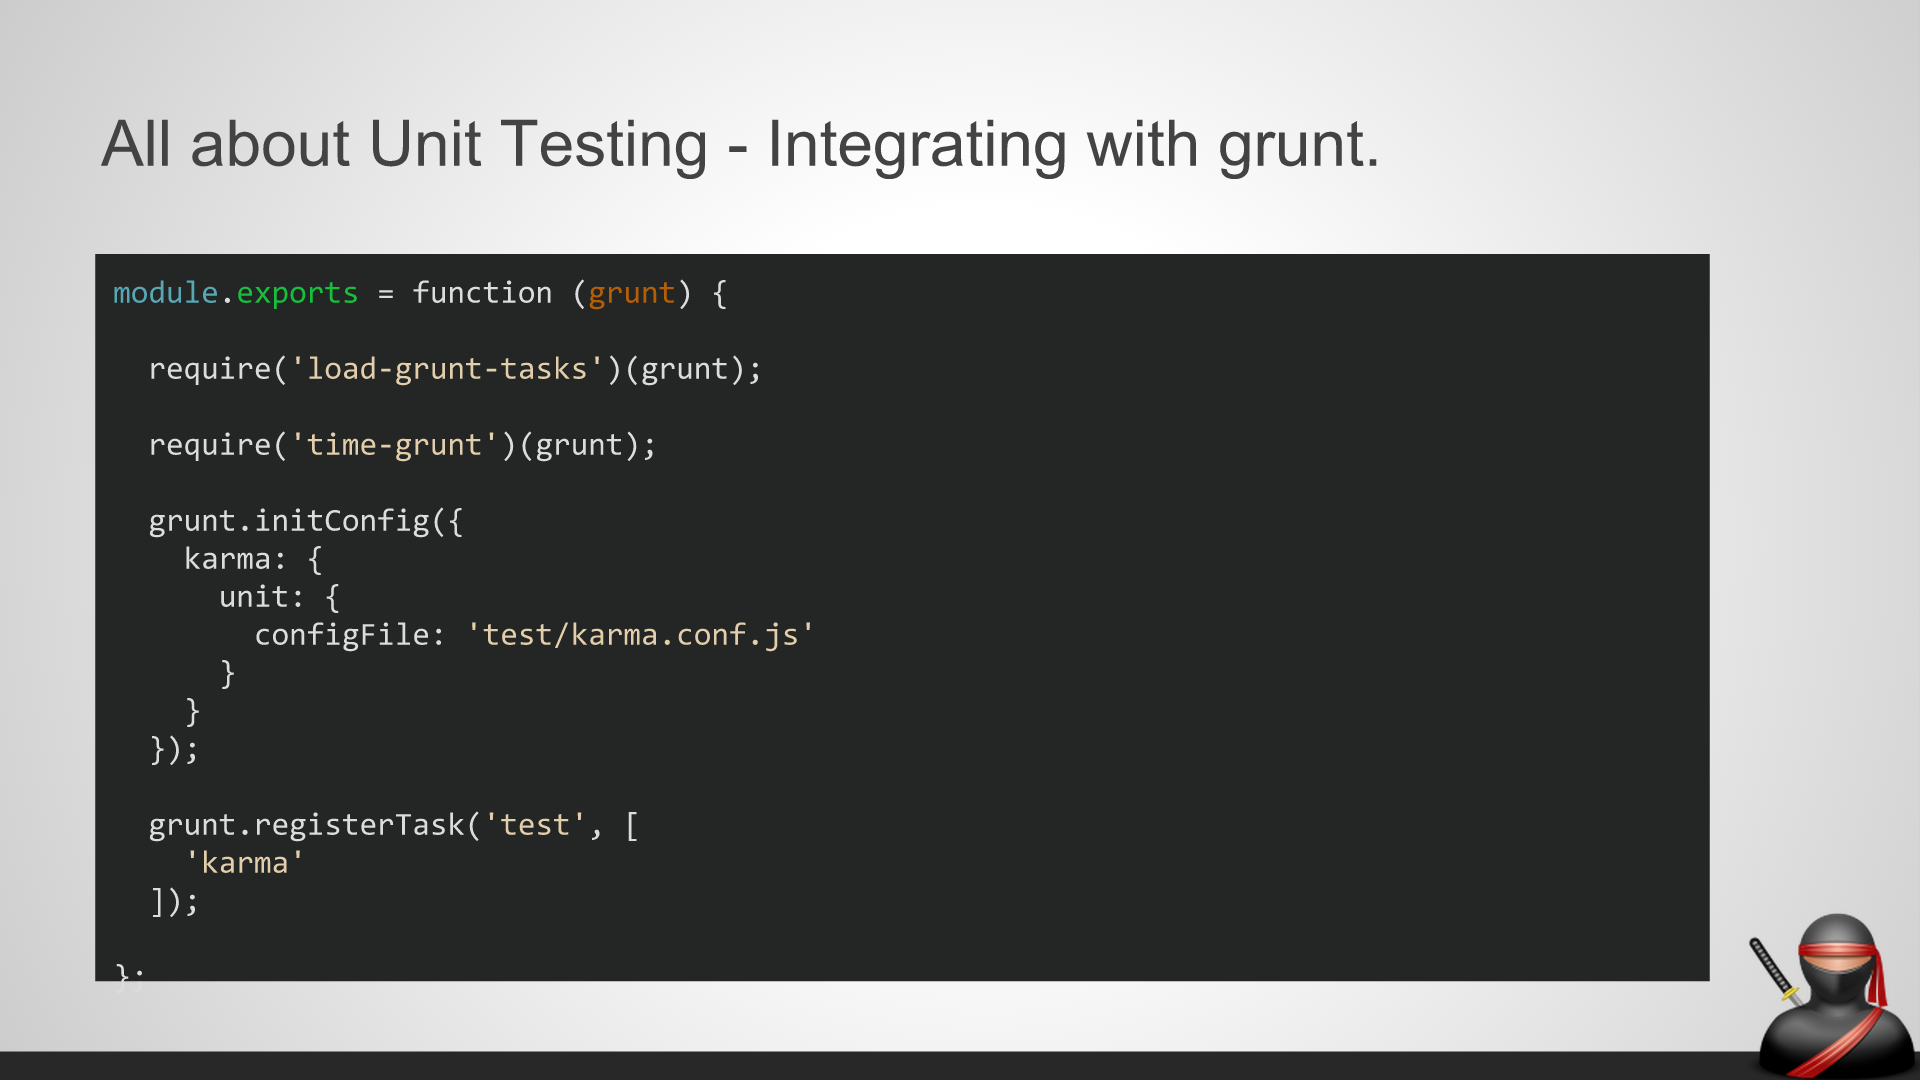 All about Unit Testing - Integrating with grunt.
module.exports = function (grunt) {
  require('load-grunt-tasks')(grunt);
  require('time-grunt')(grunt);
  grunt.initConfig({
    karma: {
      unit: {
        configFile: 'test/karma.conf.js'
      }
    }
  });
  grunt.registerTask('test', [
    'karma'
  ]);
};